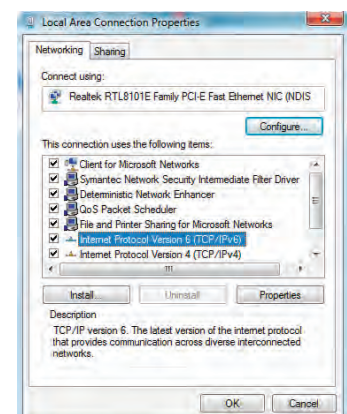 Local Area Connection Properties
Networking
Sharing
Connect using:
Realtek RTL8101E Family PCI-E Fast Ethernet NIC (NDIS
Configure...
This connection uses the following items:
Client for Microsoft Networks
Symantec Network Security Intermediate Filter Driver
Deterministic Network Enhancer
QoS Packet Scheduler
File and Printer Sharing for Microsoft Networks
Internet Protocol Version 6 (TCP/IPv6)
Internet Protocol Version 4 (TCP/IPv4)
Install...
Uninstall
Properties
Description
TCP/IP version 6. The latest version of the internet protocol
that provides communication across diverse interconnected
networks.
OK
Cancel